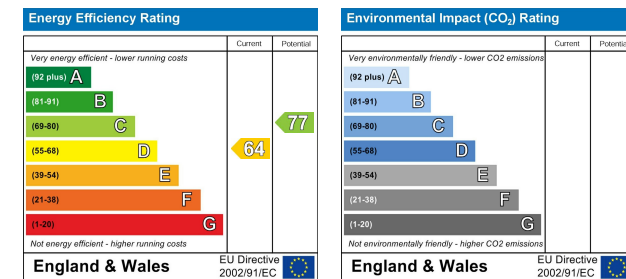 Energy Efficiency Rating
Current Potential
Very energy efficient - lower running costs
(92 plus) A
(81-91) B
(69-80) C
77
(55-68) D
64
(39-54) E
(21-38) F
(1-20) G
Not energy efficient - higher running costs
England & Wales
EU Directive
2002/91/EC
Environmental Impact (CO2) Rating
Current Potential
Very environmentally friendly - lower CO2 emissions
(92 plus) A
(81-91) B
(69-80) C
(55-68) D
(39-54) E
(21-38) F
(1-20) G
Not environmentally friendly - higher CO2 emissions
England & Wales
EU Directive
2002/91/EC